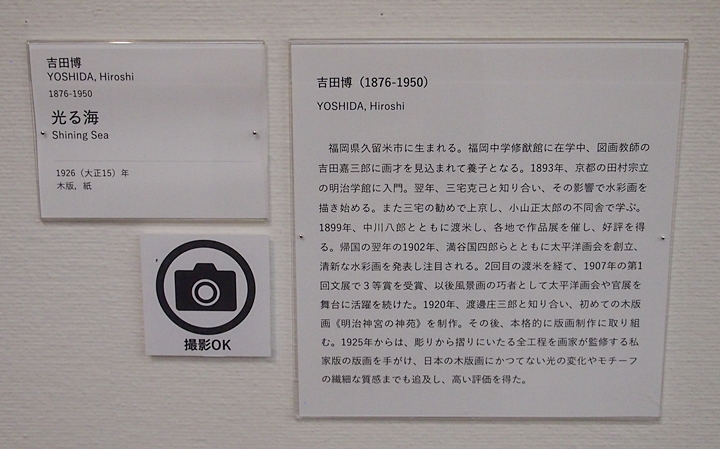 吉田博
YOSHIDA, Hiroshi
1876-1950
光る海
Shining Sea
1926（大正15）年
木版，紙
撮影OK
吉田博（1876-1950）
YOSHIDA, Hiroshi
福岡県久留米市に生まれる。福岡中学修猷館に在学中、図画教師の
吉田嘉三郎に画才を見込まれて養子となる。1893年、京都の田村宗立
の明治学館に入門。翌年、三宅克己と知り合い、その影響で水彩画を
描き始める。また三宅の勧めで上京し、小山正太郎の不同舎で学ぶ。
1899年、中川八郎とともに渡米し、各地で作品展を催し、好評を得
る。帰国の翌年の1902年、満谷国四郎らとともに太平洋画会を創立、
清新な水彩画を発表し注目される。2回目の渡米を経て、1907年の第1
回文展で３等賞を受賞、以後風景画の巧者として太平洋画会や官展を
舞台に活躍を続けた。1920年、渡邊庄三郎と知り合い、初めての木版
画《明治神宮の神苑》を制作。その後、本格的に版画制作に取り組
む。1925年からは、彫りから摺りにいたる全工程を画家が監修する私
家版の版画を手がけ、日本の木版画にかつてない光の変化やモチーフ
の繊細な質感までも追及し、高い評価を得た。